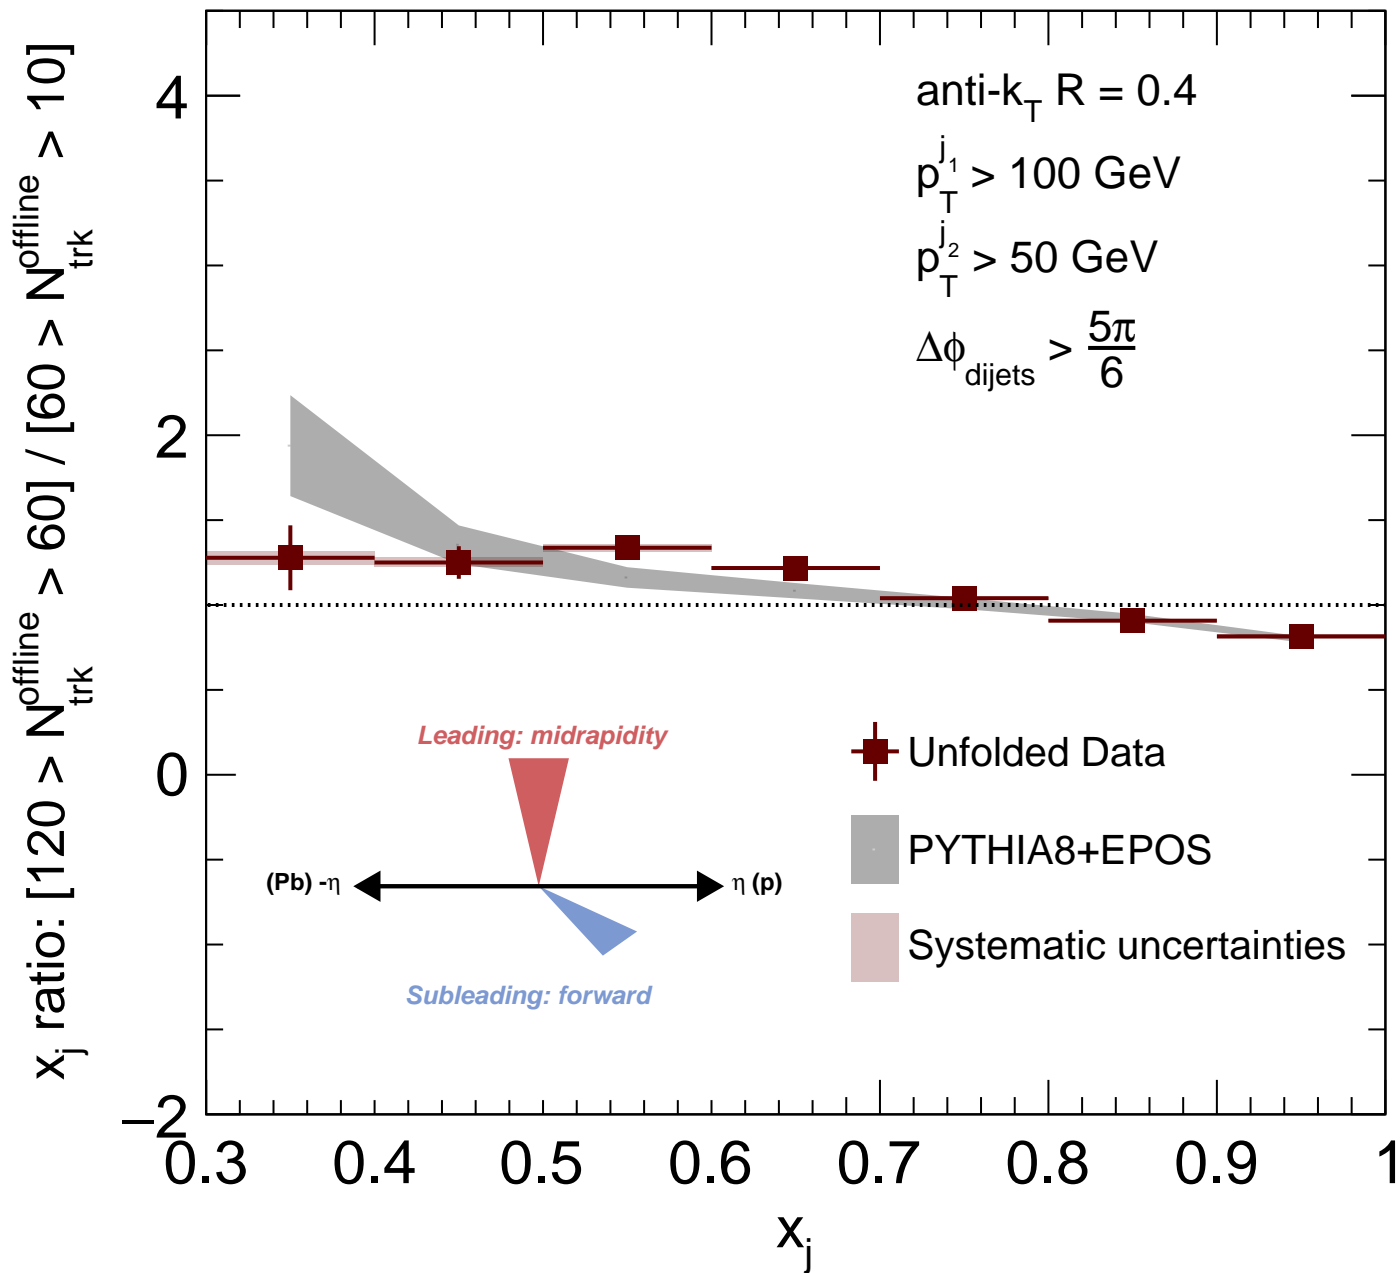 x_j ratio: [120 > N_trk^offline > 60] / [60 > N_trk^offline > 10]
4
2
0
−2
anti-k_T R = 0.4
p_T^j_1 > 100 GeV
p_T^j_2 > 50 GeV
Δϕ_dijets > 5π/6
Leading: midrapidity
(Pb) -η
η (p)
Subleading: forward
Unfolded Data
PYTHIA8+EPOS
Systematic uncertainties
0.3 0.4 0.5 0.6 0.7 0.8 0.9 1
x_j